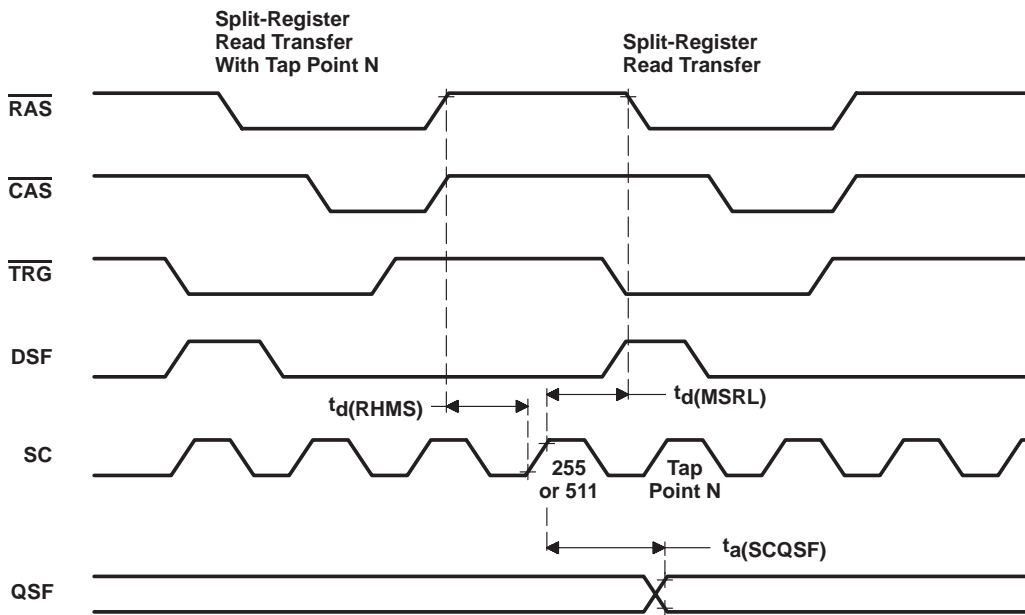 Split-Register
Read Transfer
With Tap Point N
Split-Register
Read Transfer
RAS
CAS
TRG
DSF
td(RHMS)
td(MSRL)
SC
255
or 511
Tap
Point N
ta(SCQSF)
QSF